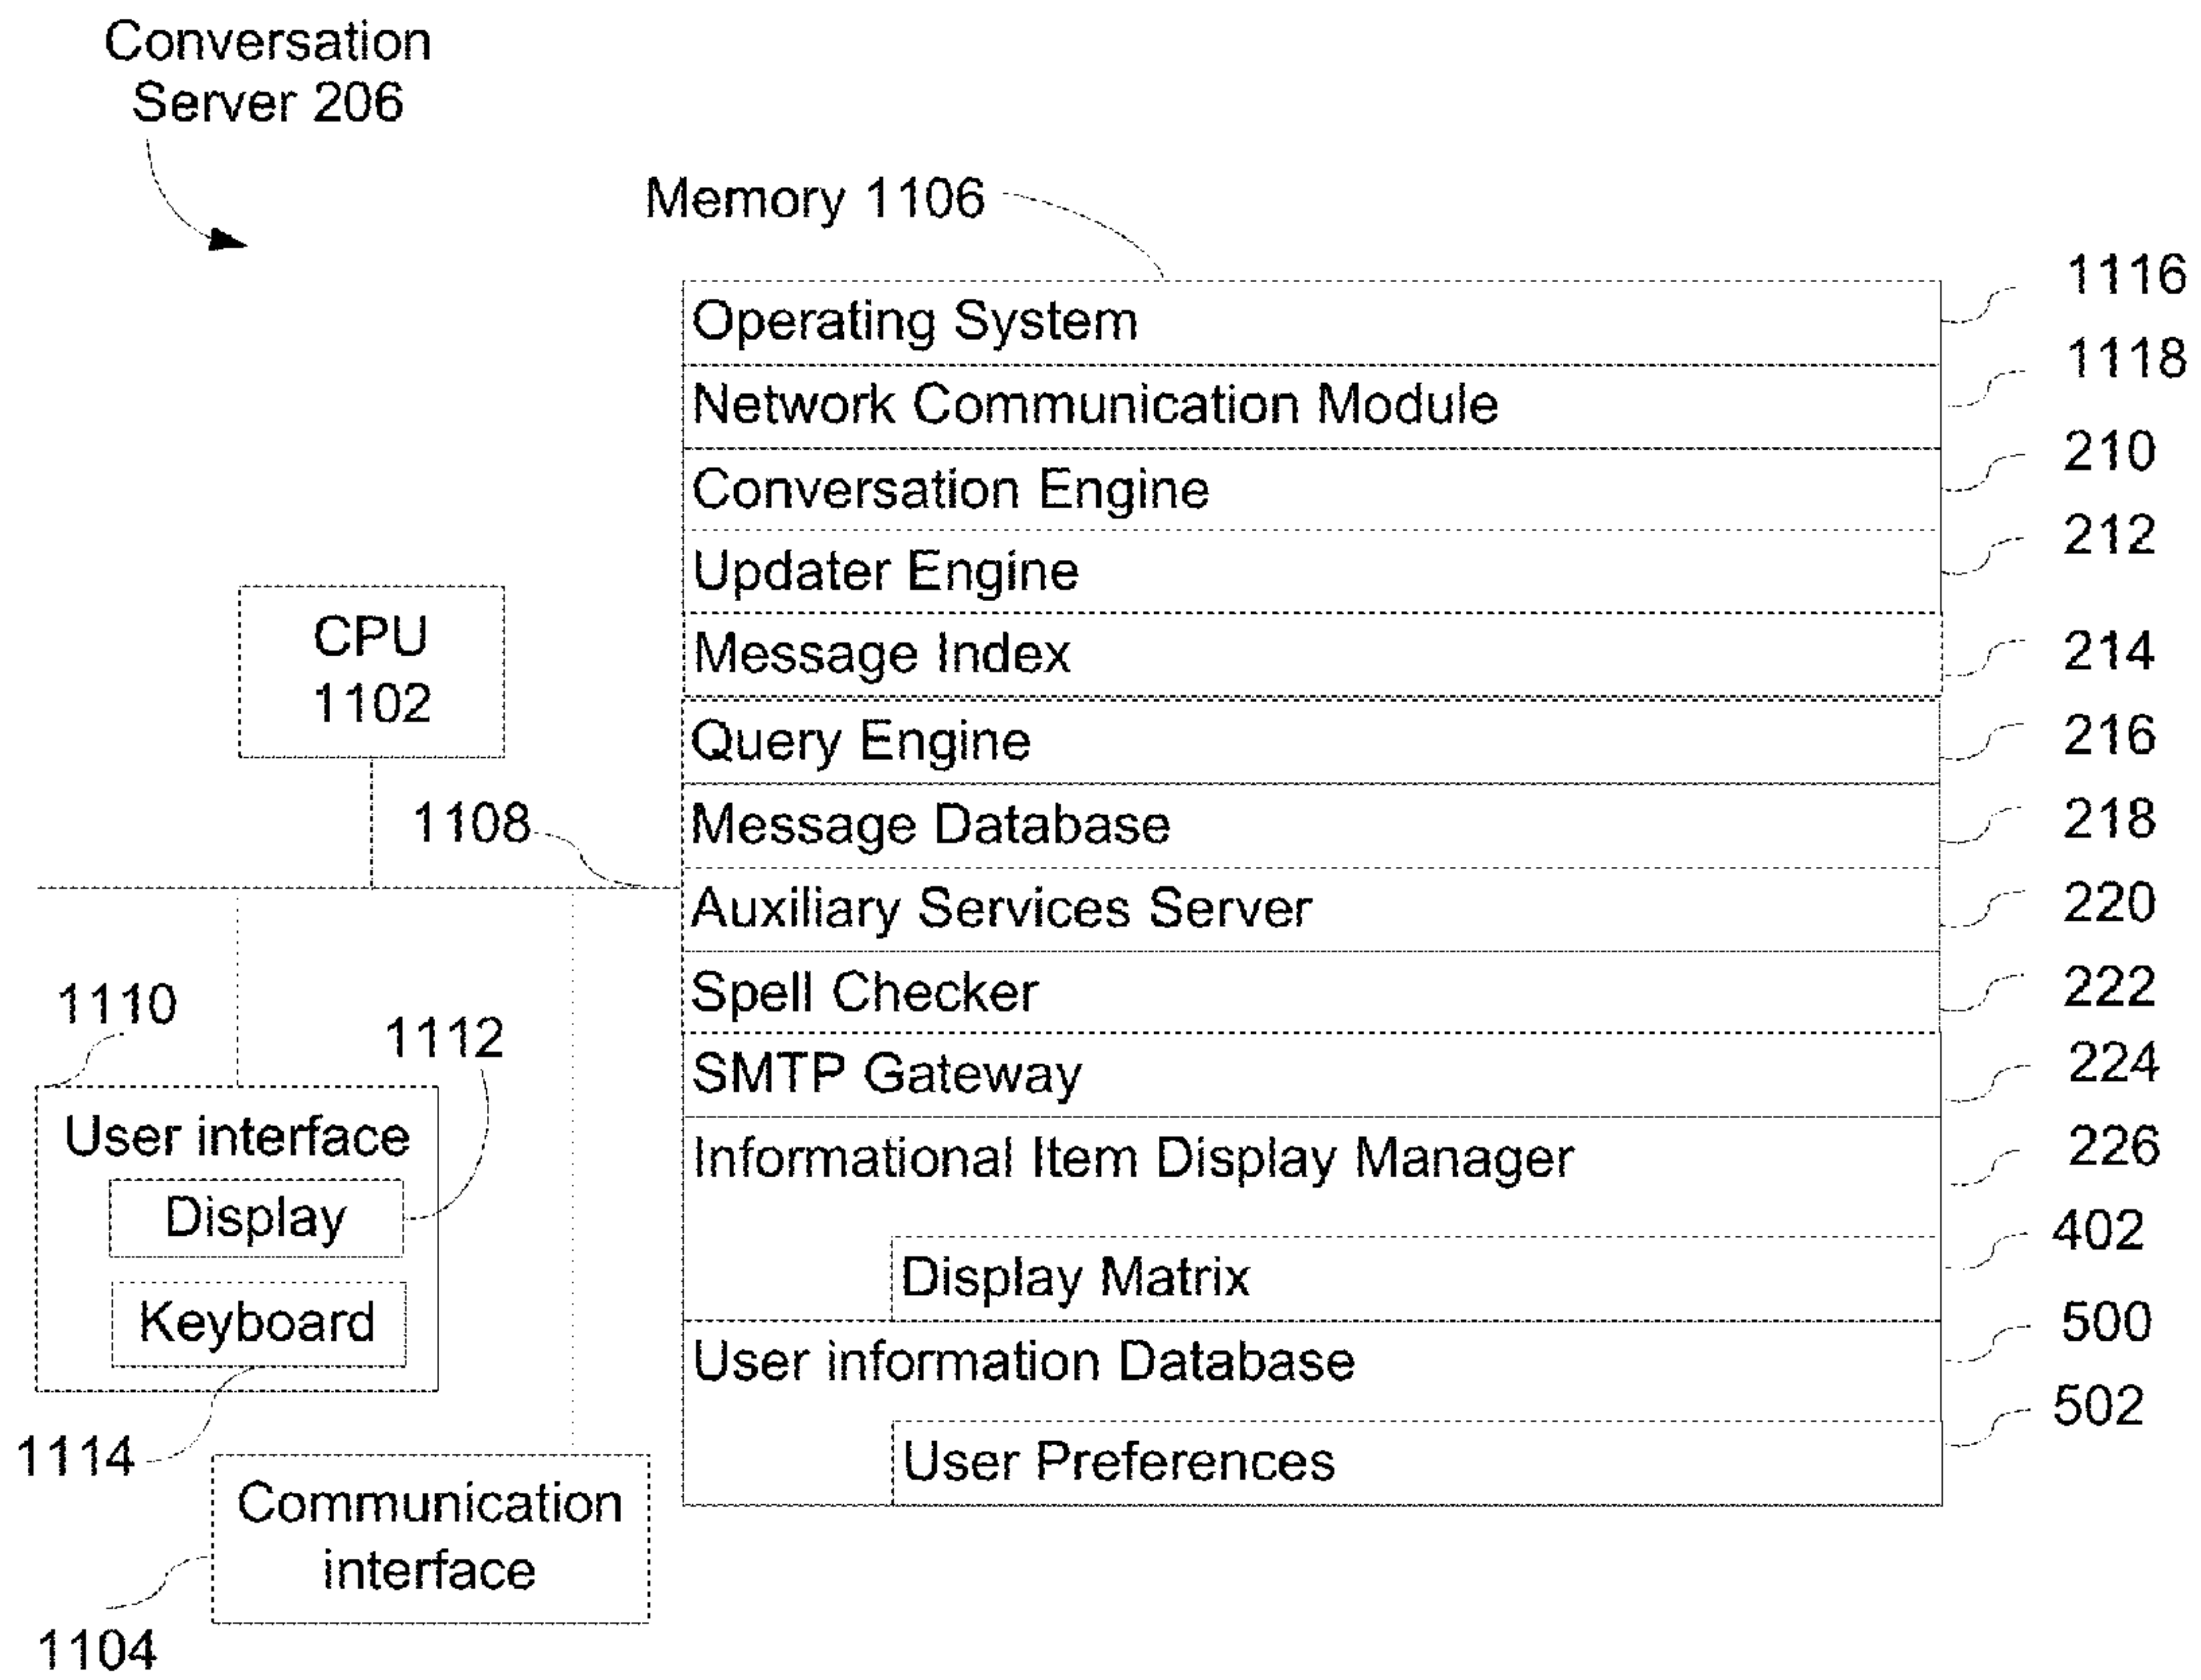 Conversation
Server 206
Memory 1106
Operating System 1116
Network Communication Module 1118
Conversation Engine 210
Updater Engine 212
Message Index 214
Query Engine 216
Message Database 218
Auxiliary Services Server 220
Spell Checker 222
SMTP Gateway 224
Informational Item Display Manager 226
Display Matrix 402
User information Database 500
User Preferences 502
CPU
1102
1108
1110
1112
User interface
Display
Keyboard
1114
Communication
interface
1104